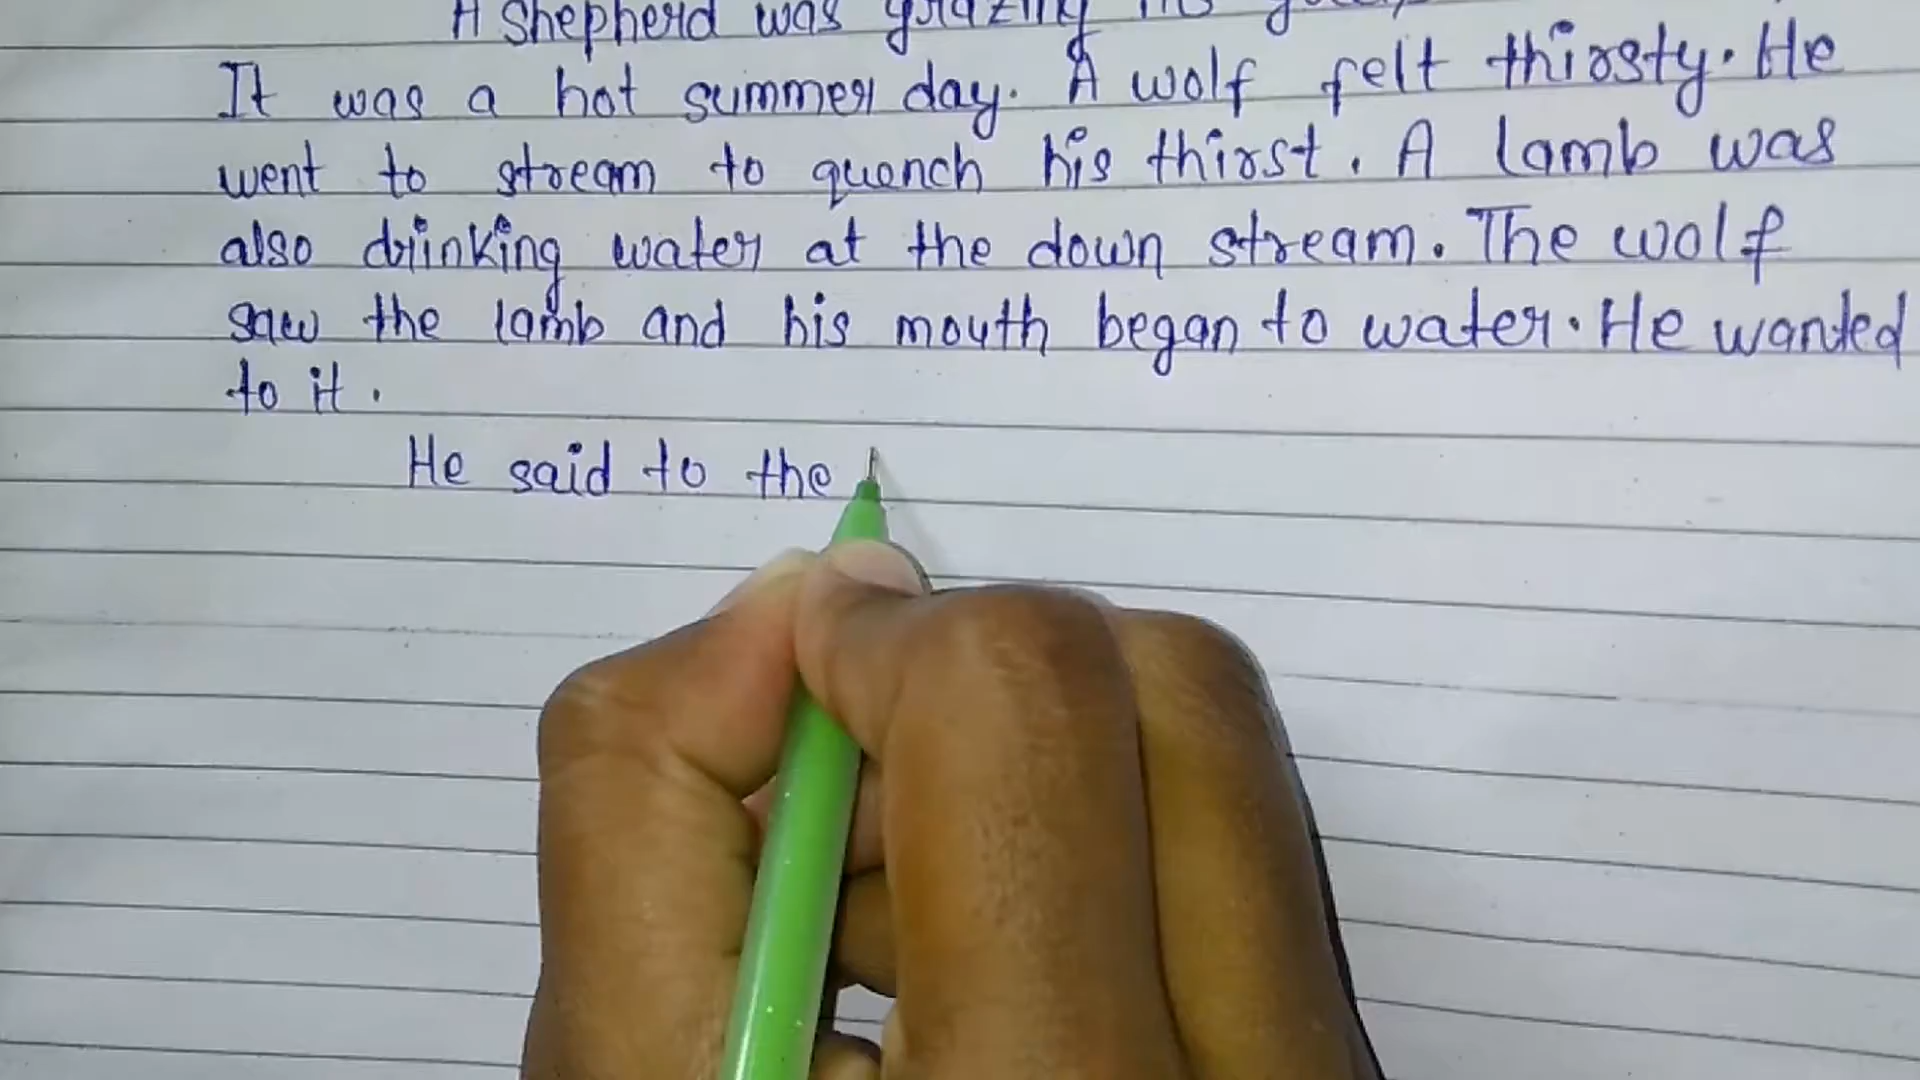 A Shepherd was grazing his
It was a hot summer day. A wolf felt thirsty. He
went to stream to quench his thirst. A lamb was
also drinking water at the down stream. The wolf
saw the lamb and his mouth began to water. He wanted
to it.
He said to the